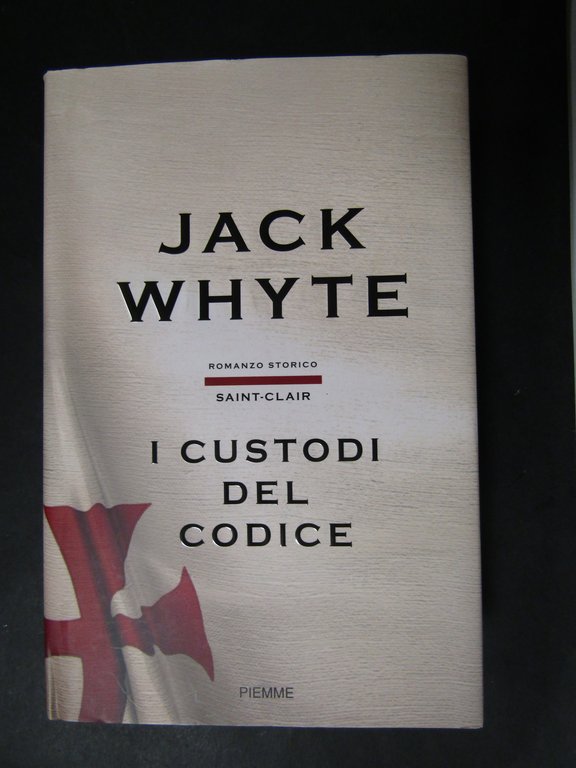 JACK
WHYTE
ROMANZO STORICO
SAINT-CLAIR
I CUSTODI
DEL
CODICE
PIEMME